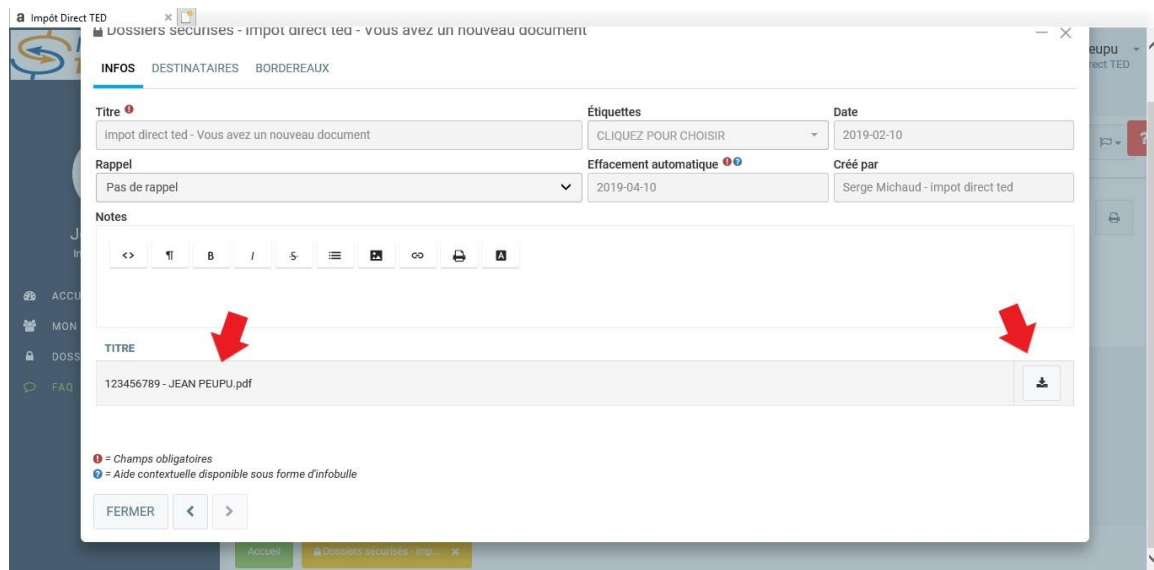 Impôt Direct TED
Dossiers sécurisés - impot direct ted - Vous avez un nouveau document
eupu
rect TED
INFOS DESTINATAIRES BORDEREAUX
Titre Étiquettes Date
impot direct ted - Vous avez un nouveau document CLIQUEZ POUR CHOISIR 2019-02-10
Rappel Effacement automatique Créé par
Pas de rappel 2019-04-10 Serge Michaud - impot direct ted
Notes
<> ¶ B I S A
ACCU
MON
DOSS
FAQ
TITRE
123456789 - JEAN PEUPU.pdf
! = Champs obligatoires
? = Aide contextuelle disponible sous forme d'infobulle
FERMER < >
Accueil Dossiers sécurisés - imp... ×